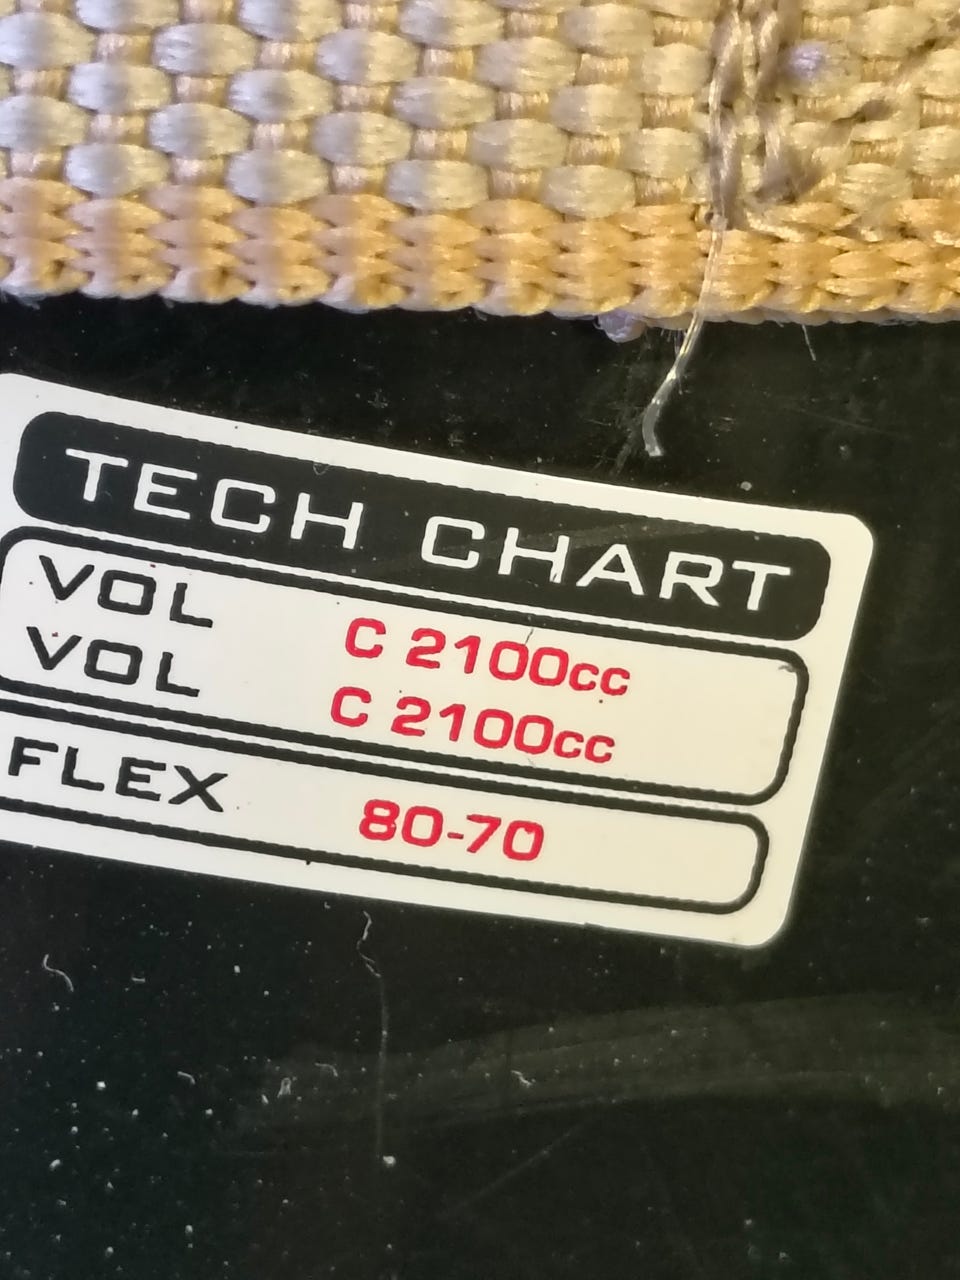 TECH CHART
VOL C 2100cc
VOL C 2100cc
FLEX 80-70